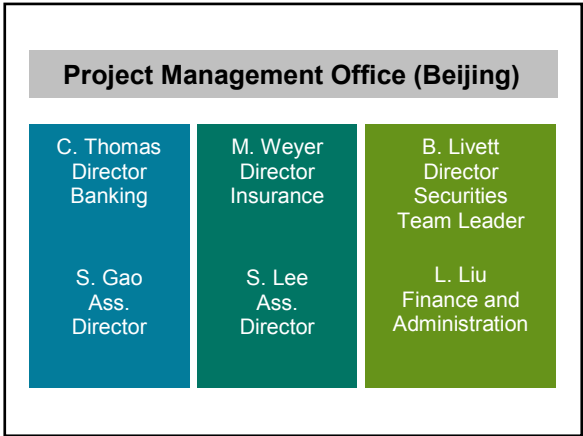 Project Management Office (Beijing)
C. Thomas
Director
Banking
S. Gao
Ass.
Director
M. Weyer
Director
Insurance
S. Lee
Ass.
Director
B. Livett
Director
Securities
Team Leader
L. Liu
Finance and
Administration